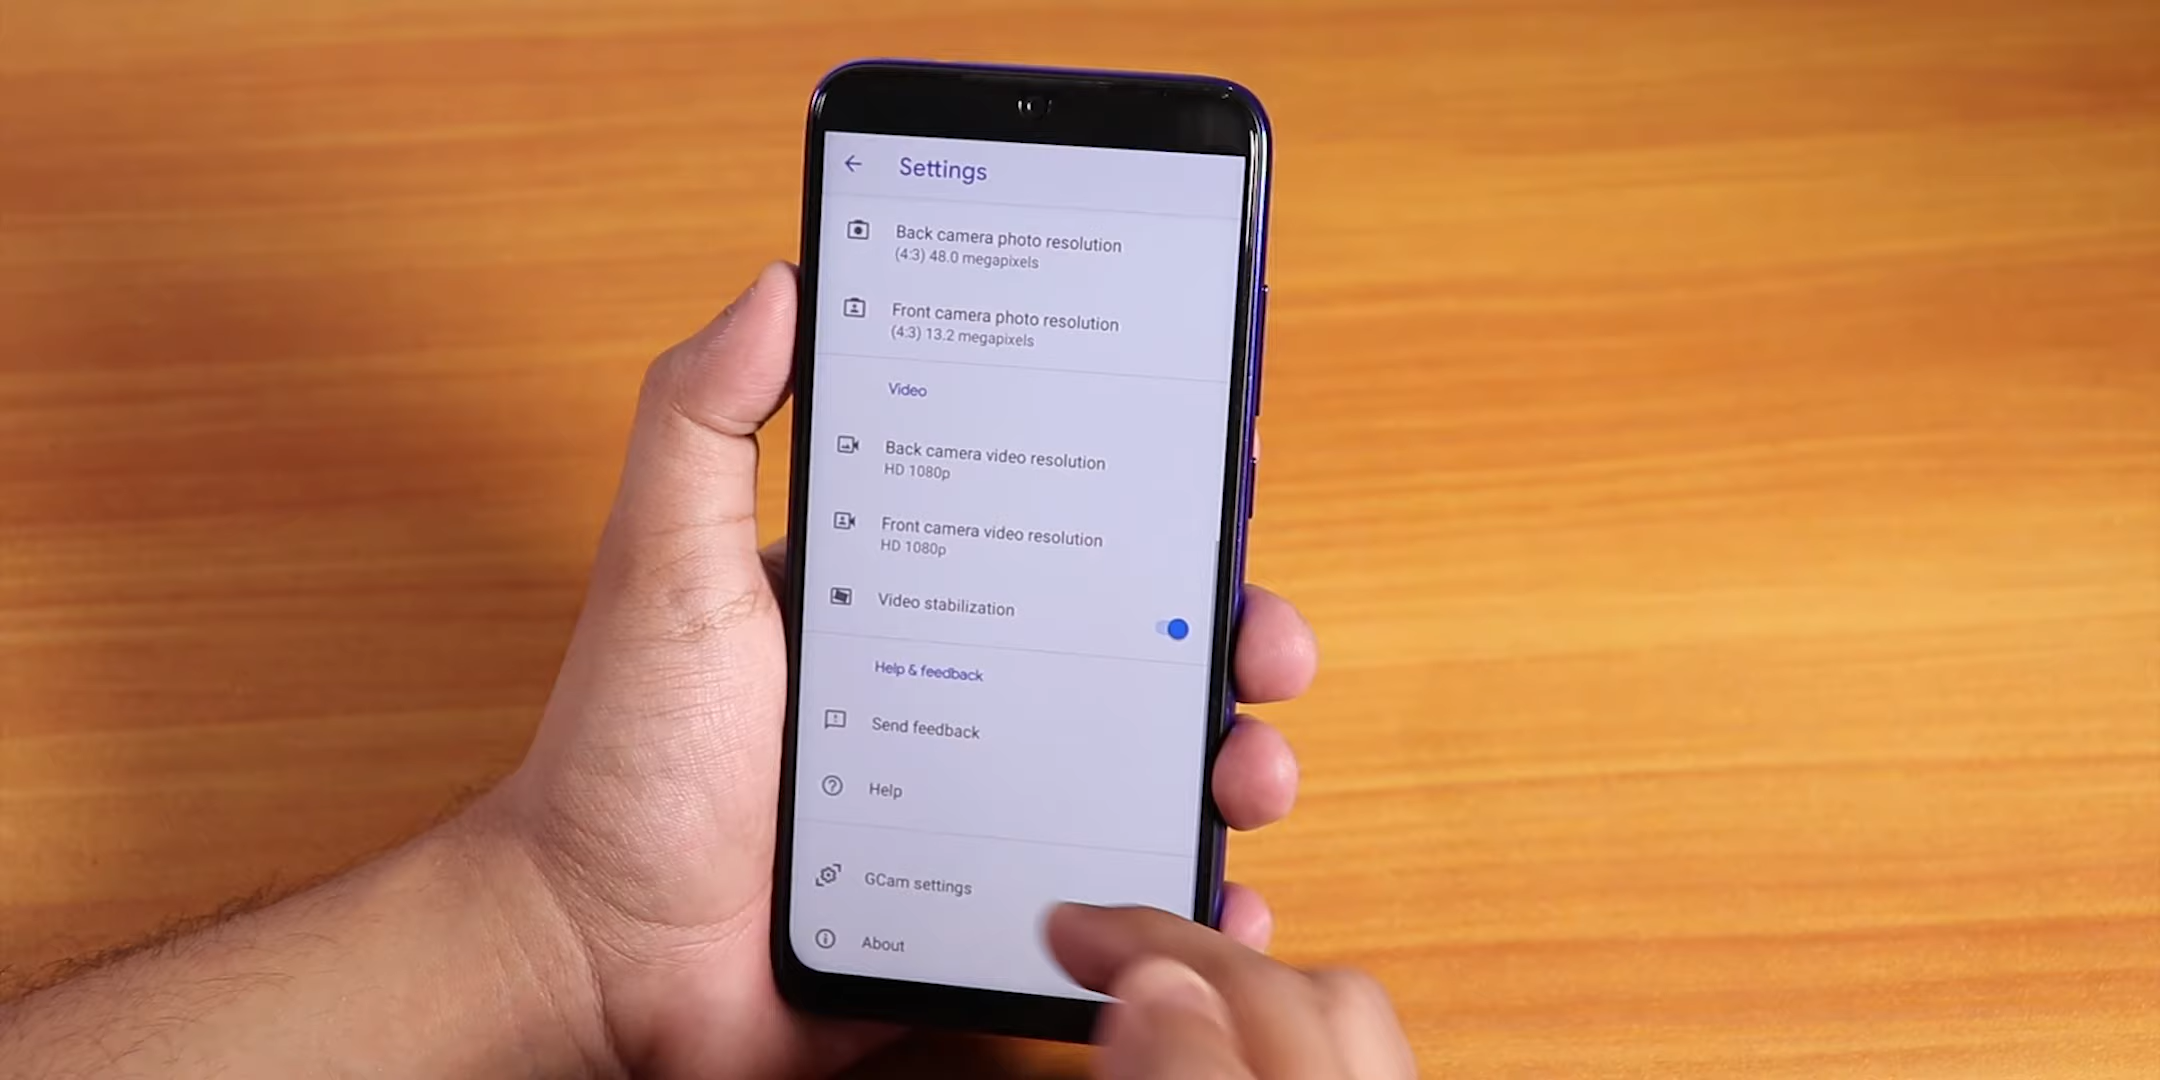 Settings
Back camera photo resolution
(4:3) 48.0 megapixels
Front camera photo resolution
(4:3) 13.2 megapixels
Video
Back camera video resolution
HD 1080p
Front camera video resolution
HD 1080p
Video stabilization
Help & feedback
Send feedback
Help
GCam settings
About